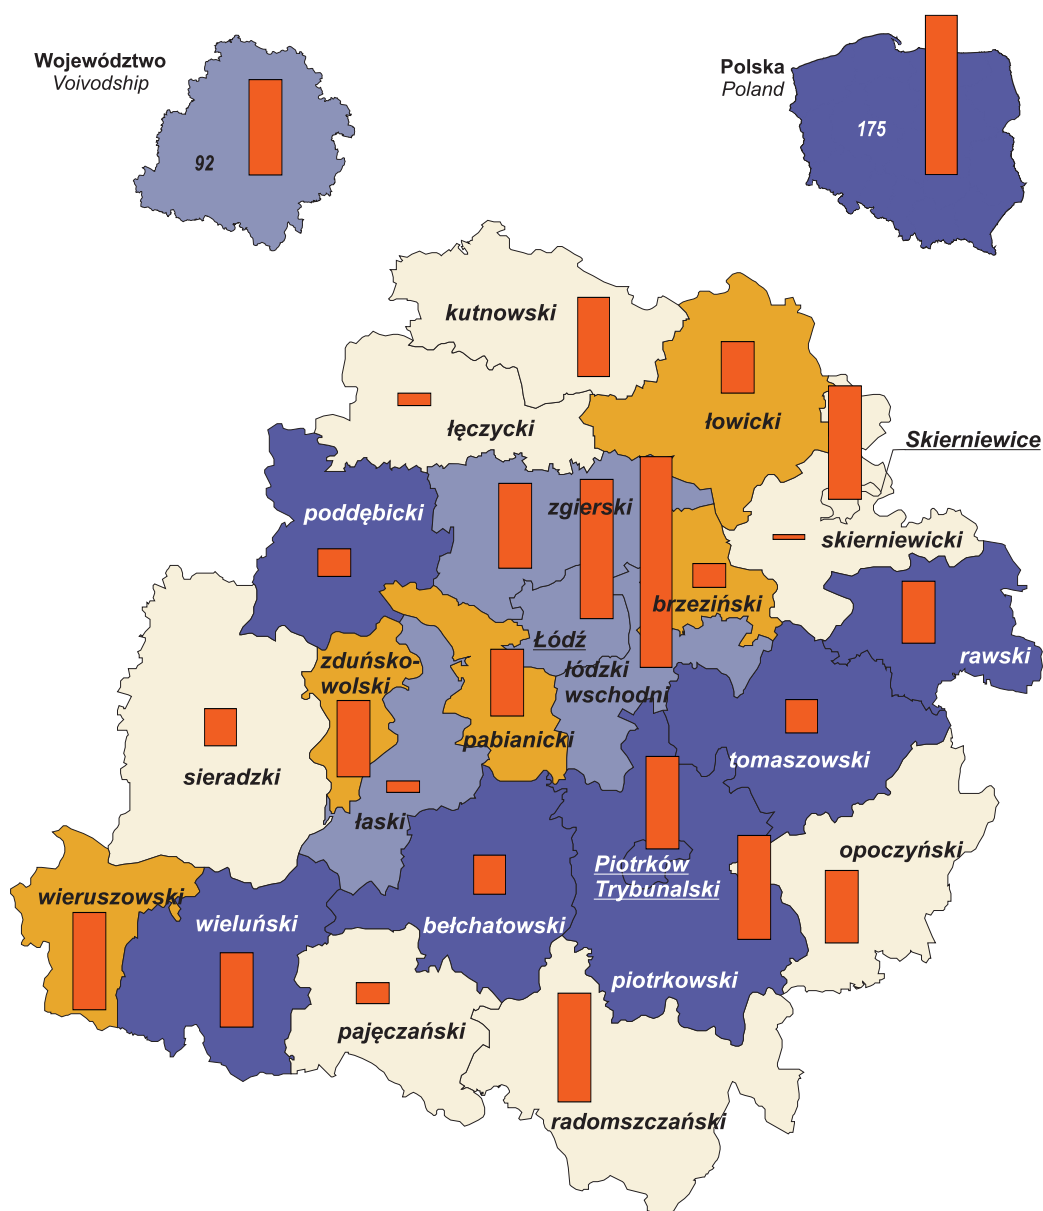 Województwo
Voivodship
92
Polska
Poland
175
kutnowski
łowicki
łęczycki
Skierniewice
zgierski
poddębicki
skierniewicki
brzeziński
Łódź
rawski
zduńsko-
wolski
łódzki
wschodni
pabianicki
tomaszowski
sieradzki
łaski
opoczyński
Piotrków
Trybunalski
wieruszowski
wieluński
bełchatowski
piotrkowski
pajęczański
radomszczański